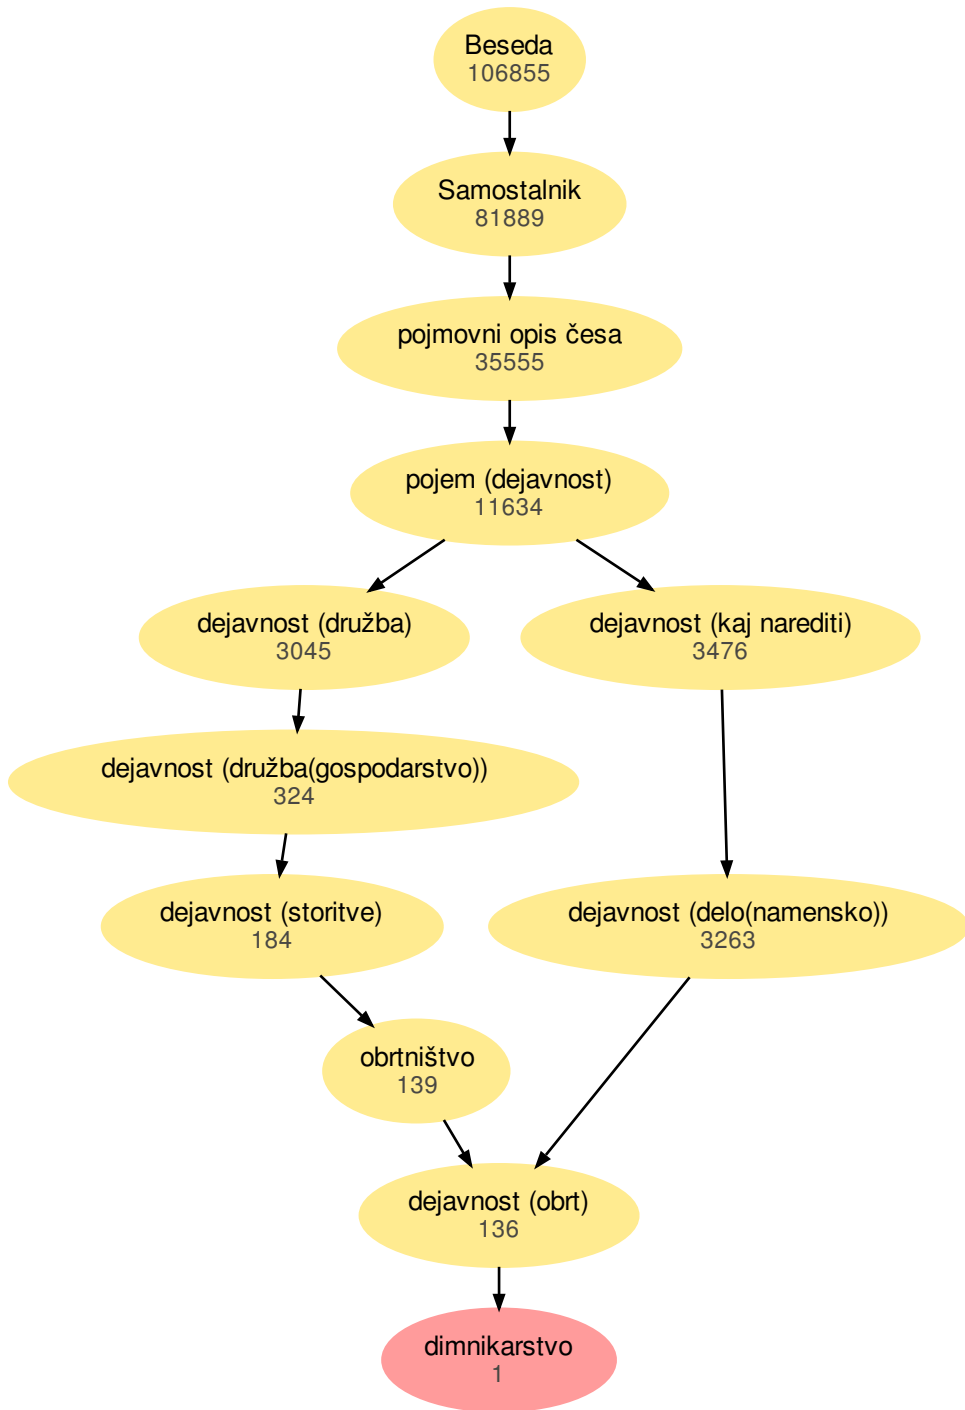 Beseda
106855
Samostalnik
81889
pojmovni opis česa
35555
pojem (dejavnost)
11634
dejavnost (družba)
3045
dejavnost (kaj narediti)
3476
dejavnost (družba(gospodarstvo))
324
dejavnost (storitve)
184
dejavnost (delo(namensko))
3263
obrtništvo
139
dejavnost (obrt)
136
dimnikarstvo
1